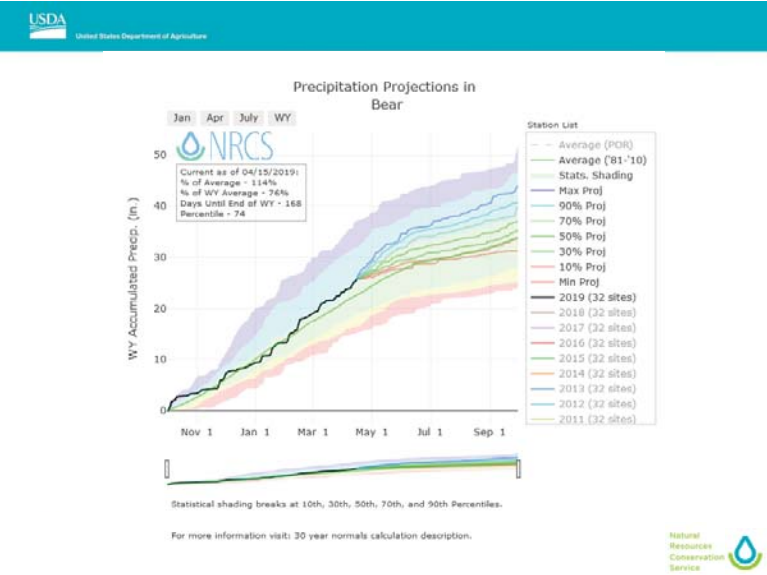 USDA
United States Department of Agriculture
Precipitation Projections in
Bear
Jan Apr July WY
NRCS
Current as of 04/15/2019:
% of Average - 114%
% of WY Average - 76%
Days Until End of WY - 168
Percentile - 74
WY Accumulated Precip. (in.)
50
40
30
20
10
0
Nov 1 Jan 1 Mar 1 May 1 Jul 1 Sep 1
Station List
Average (POR)
Average ('81-'10)
Stats. Shading
Max Proj
90% Proj
70% Proj
50% Proj
30% Proj
10% Proj
Min Proj
2019 (32 sites)
2018 (32 sites)
2017 (32 sites)
2016 (32 sites)
2015 (32 sites)
2014 (32 sites)
2013 (32 sites)
2012 (32 sites)
2011 (32 sites)
Statistical shading breaks at 10th, 30th, 50th, 70th, and 90th Percentiles.
For more information visit: 30 year normals calculation description.
Natural
Resources
Conservation
Service